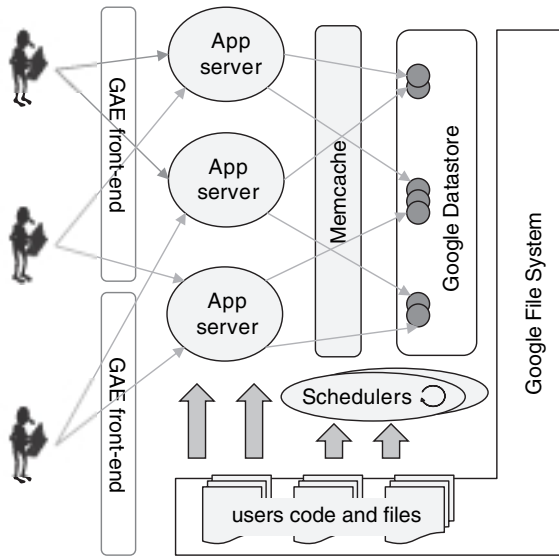 GAE front-end
GAE front-end
App
server
App
server
App
server
Memcache
Google Datastore
Google File System
Schedulers
users code and files